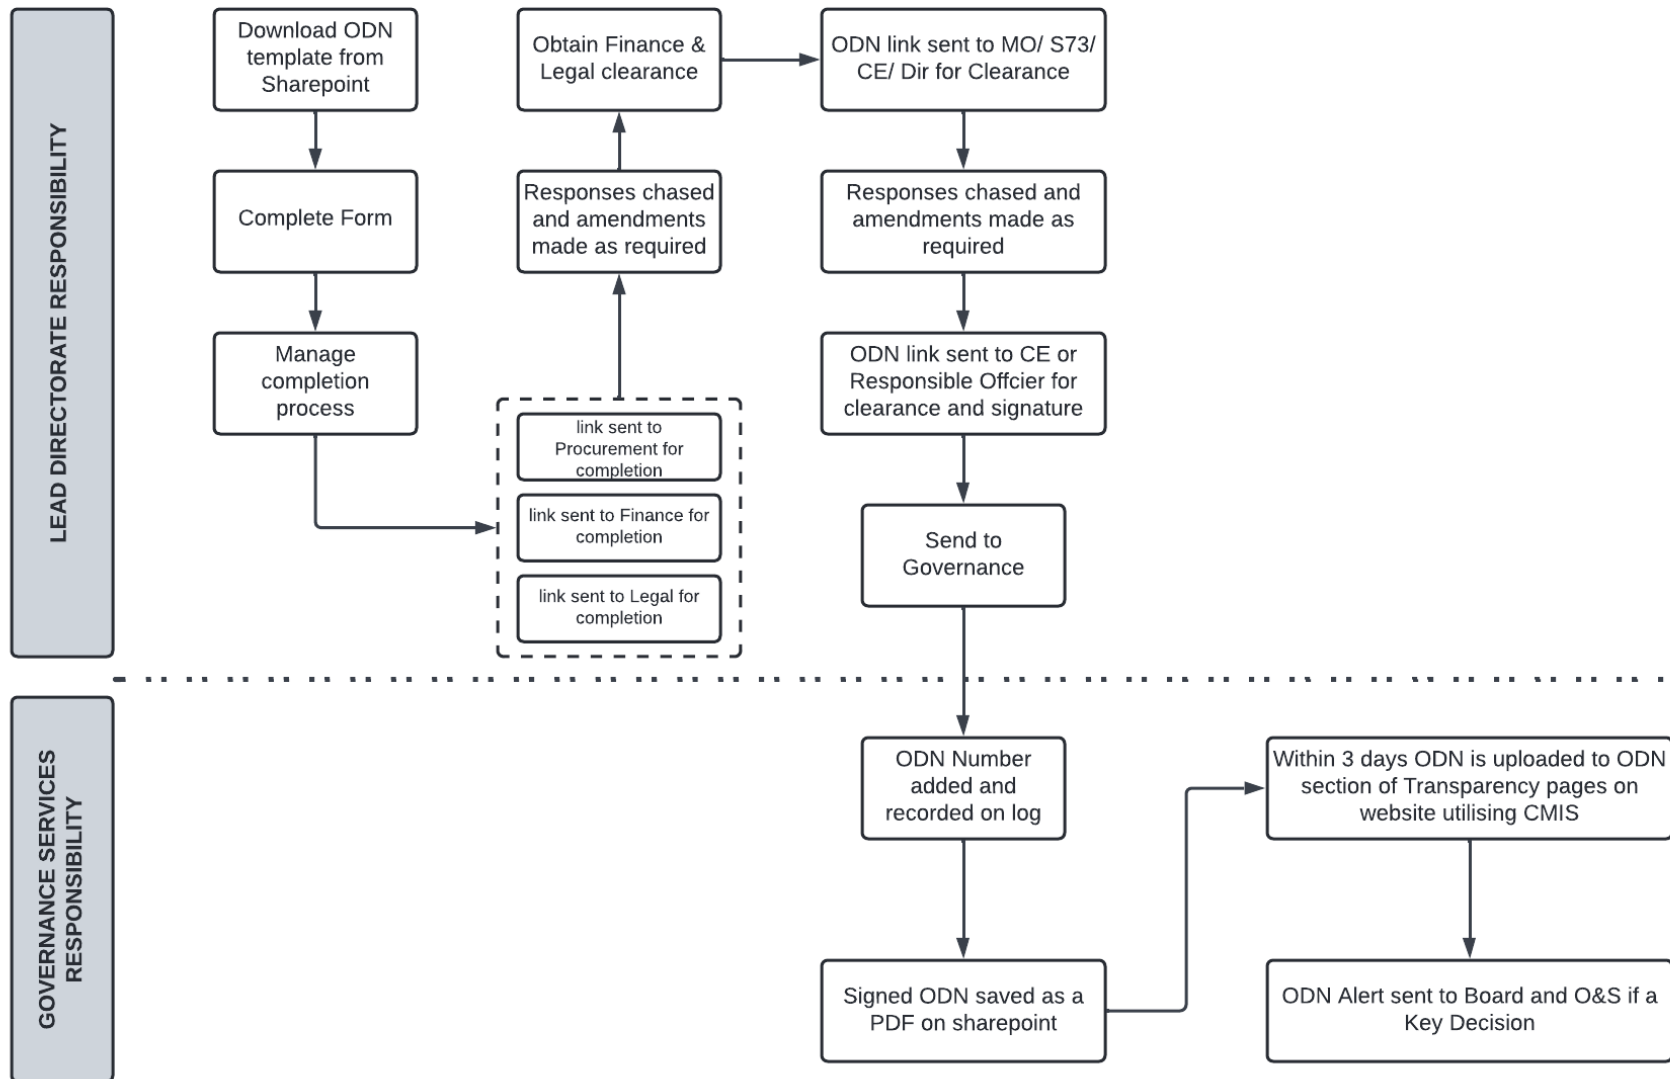 LEAD DIRECTORATE RESPONSIBILITY
Download ODN
template from
Sharepoint
Complete Form
Manage
completion
process
link sent to
Procurement for
completion
link sent to Finance for
completion
link sent to Legal for
completion
Responses chased
and amendments
made as required
Obtain Finance &
Legal clearance
ODN link sent to MO/ S73/
CE/ Dir for Clearance
Responses chased and
amendments made as
required
ODN link sent to CE or
Responsible Offcier for
clearance and signature
Send to
Governance
GOVERNANCE SERVICES
RESPONSIBILITY
ODN Number
added and
recorded on log
Signed ODN saved as a
PDF on sharepoint
Within 3 days ODN is uploaded to ODN
section of Transparency pages on
website utilising CMIS
ODN Alert sent to Board and O&S if a
Key Decision